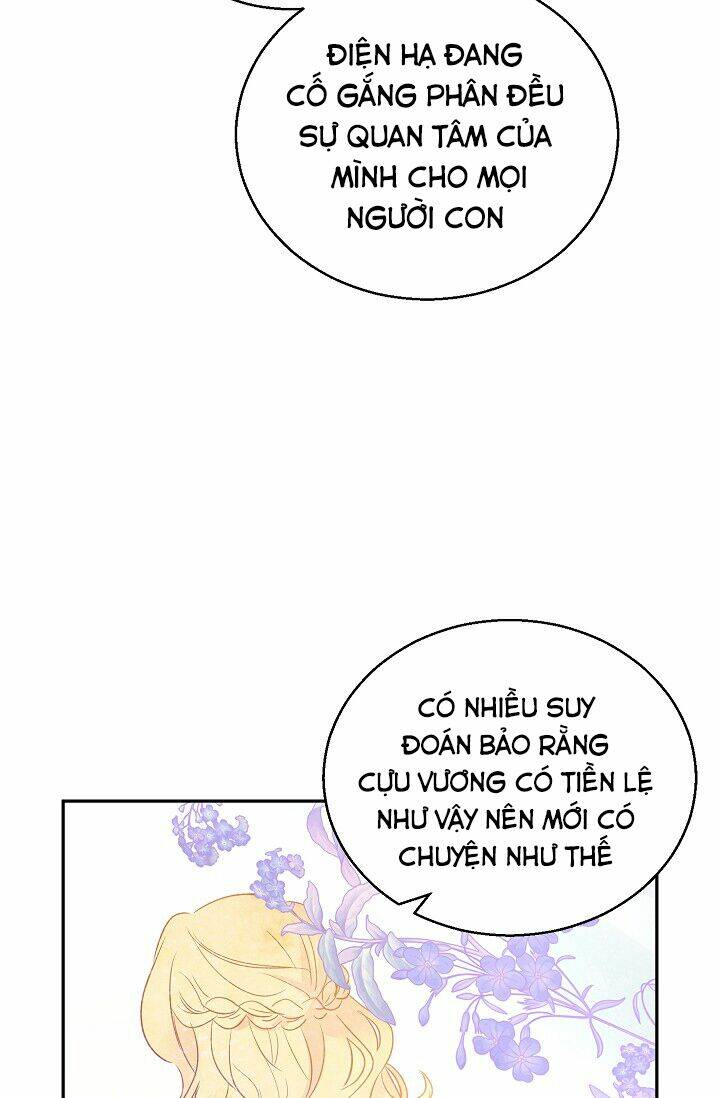 ĐIỆN HẠ ĐANG
CỐ GẮNG PHÂN ĐỀU
SỰ QUAN TÂM CỦA
MÌNH CHO MỌI
NGƯỜI CON
CÓ NHIỀU SUY
ĐOÁN BẢO RẰNG
CỰU VƯƠNG CÓ TIỀN LỆ
NHƯ VẬY NÊN MỚI CÓ
CHUYỆN NHƯ THẾ